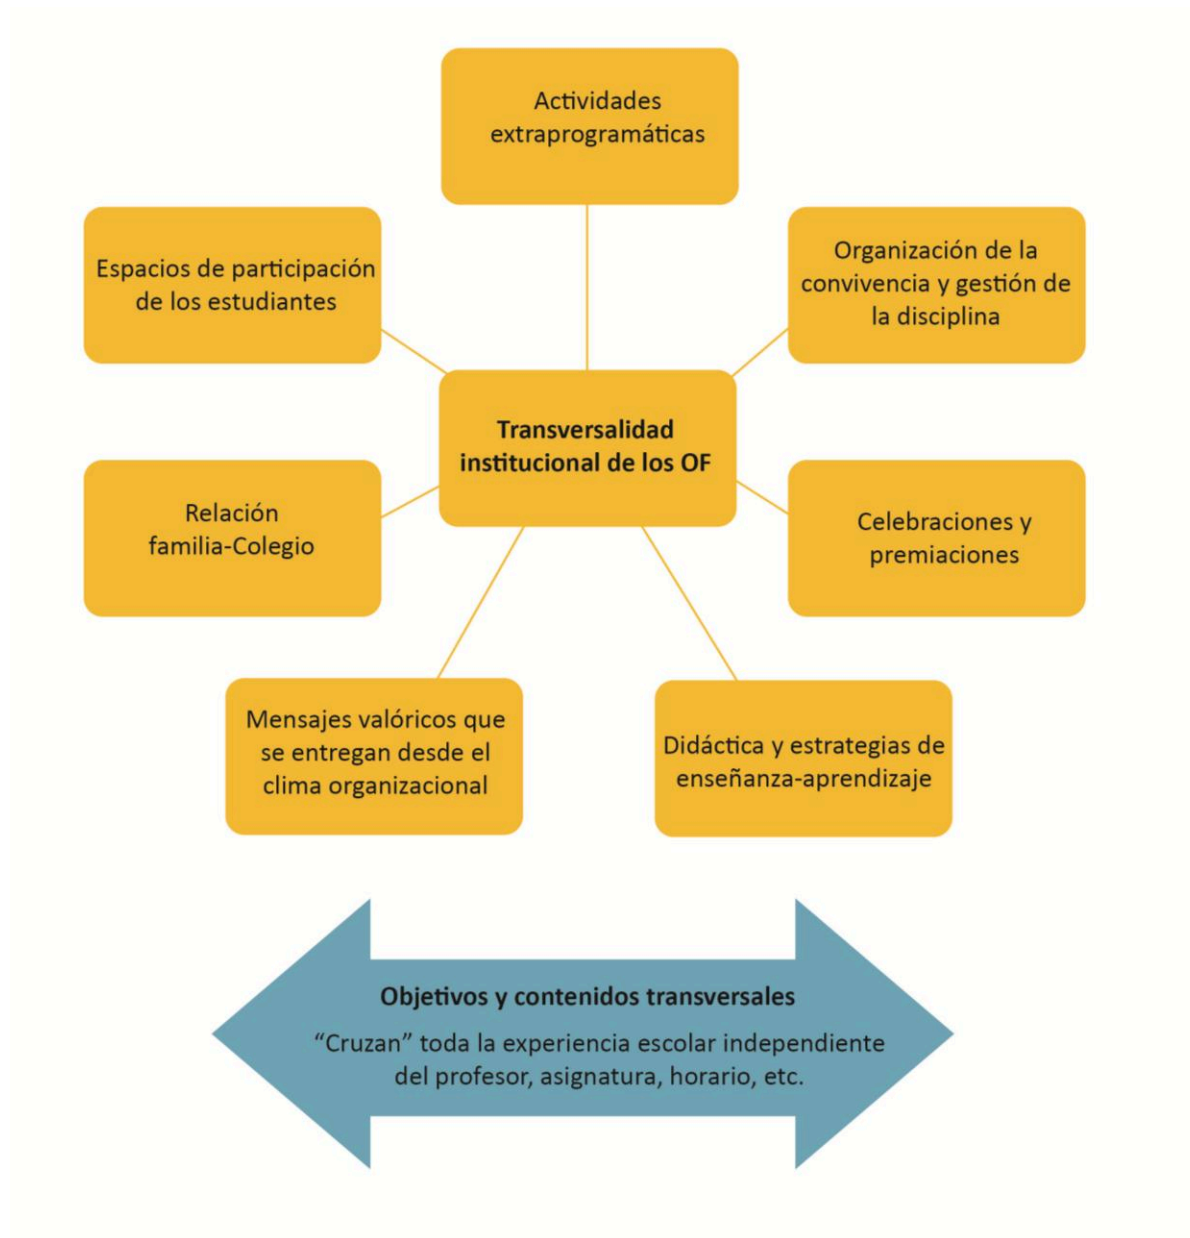 Actividades
extraprogramáticas
Espacios de participación
de los estudiantes
Organización de la
convivencia y gestión de
la disciplina
Transversalidad
institucional de los OF
Relación
familia-Colegio
Celebraciones y
premiaciones
Mensajes valóricos que
se entregan desde el
clima organizacional
Didáctica y estrategias de
enseñanza-aprendizaje
Objetivos y contenidos transversales
“Cruzan” toda la experiencia escolar independiente
del profesor, asignatura, horario, etc.